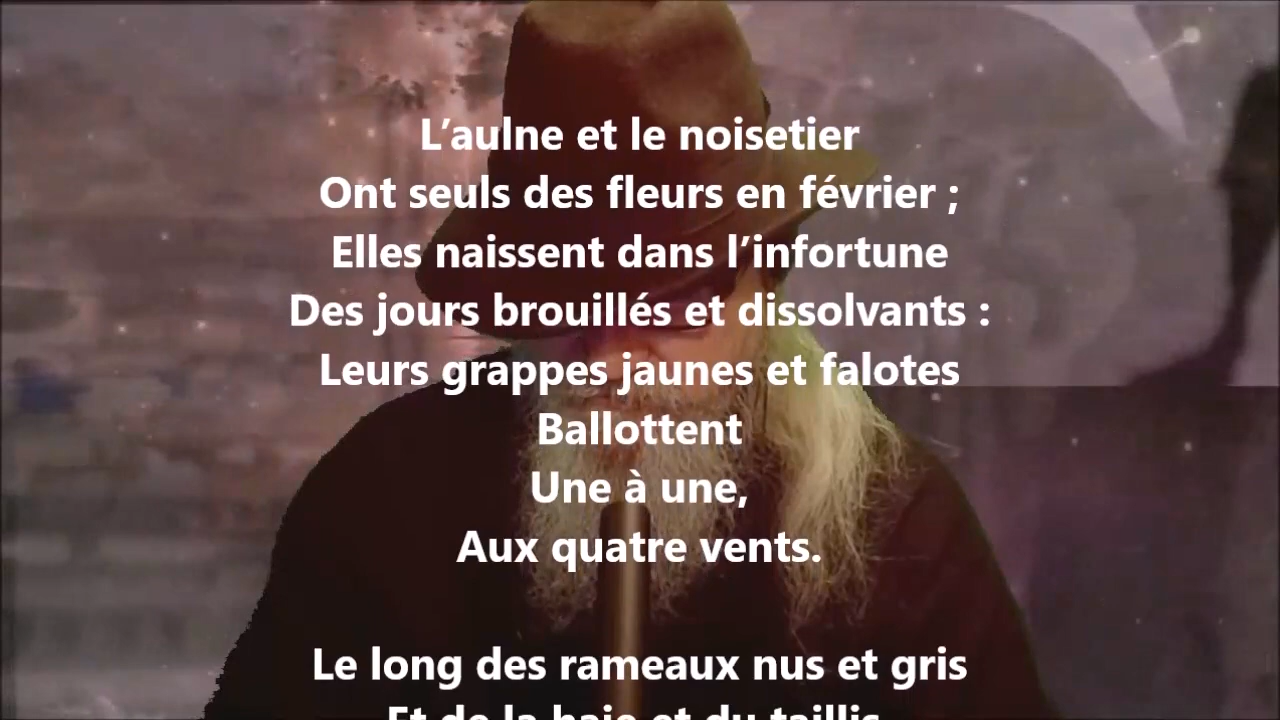 L’aulne et le noisetier
Ont seuls des fleurs en février ;
Elles naissent dans l’infortune
Des jours brouillés et dissolvants :
Leurs grappes jaunes et falotes
Ballottent
Une à une,
Aux quatre vents.
Le long des rameaux nus et gris
Et de la haie et du taillis